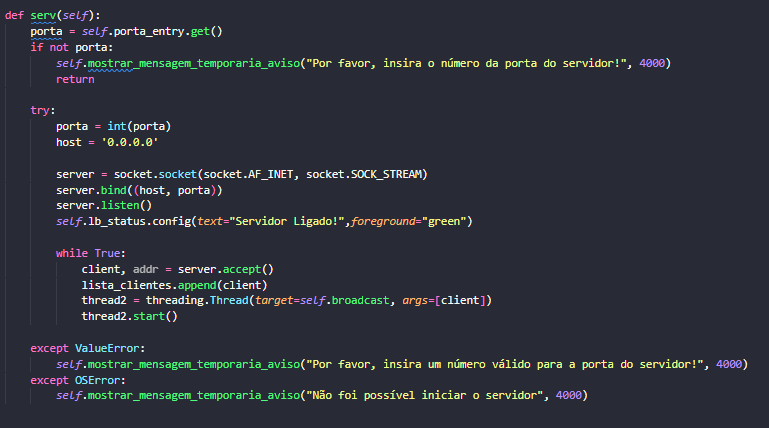 def serv(self):
    porta = self.porta_entry.get()
    if not porta:
        self.mostrar_mensagem_temporaria_aviso("Por favor, insira o número da porta do servidor!", 4000)
        return

    try:
        porta = int(porta)
        host = '0.0.0.0'

        server = socket.socket(socket.AF_INET, socket.SOCK_STREAM)
        server.bind((host, porta))
        server.listen()
        self.lb_status.config(text="Servidor Ligado!",foreground="green")

        while True:
            client, addr = server.accept()
            lista_clientes.append(client)
            thread2 = threading.Thread(target=self.broadcast, args=[client])
            thread2.start()

    except ValueError:
        self.mostrar_mensagem_temporaria_aviso("Por favor, insira um número válido para a porta do servidor!", 4000)
    except OSError:
        self.mostrar_mensagem_temporaria_aviso("Não foi possível iniciar o servidor", 4000)